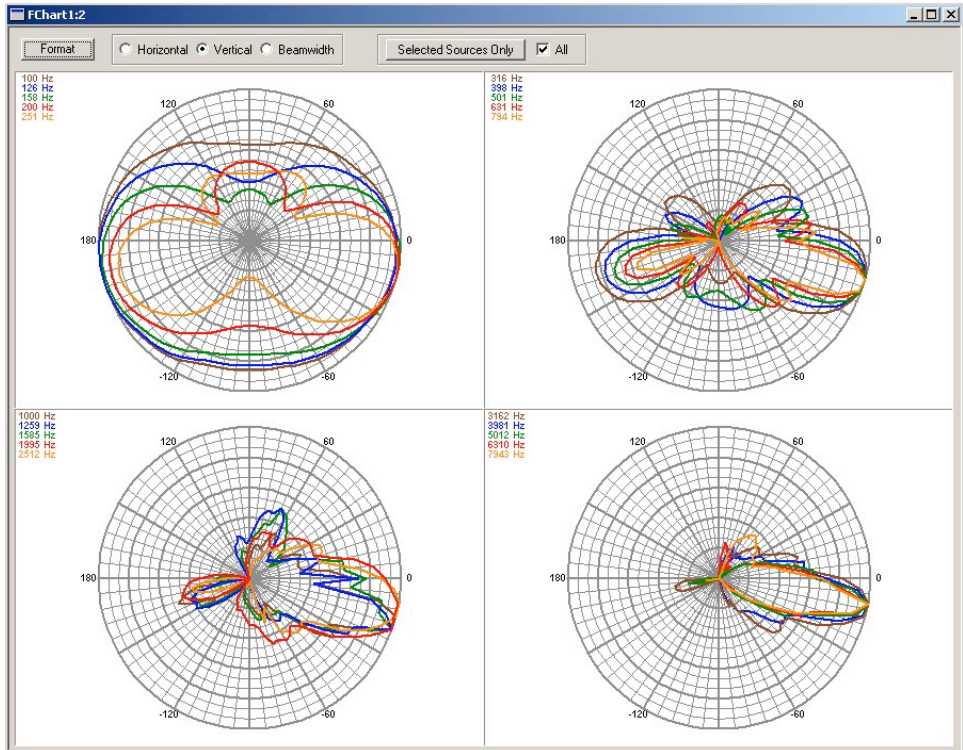 FChart1:2
Format Horizontal Vertical Beamwidth Selected Sources Only All
100 Hz
126 Hz
158 Hz
200 Hz
251 Hz
120 60
180 0
-120 -60
316 Hz
398 Hz
501 Hz
631 Hz
794 Hz
120 60
180 0
-120 -60
1000 Hz
1259 Hz
1585 Hz
1995 Hz
2512 Hz
120 60
180 0
-120 -60
3162 Hz
3981 Hz
5012 Hz
6310 Hz
7943 Hz
120 60
180 0
-120 -60